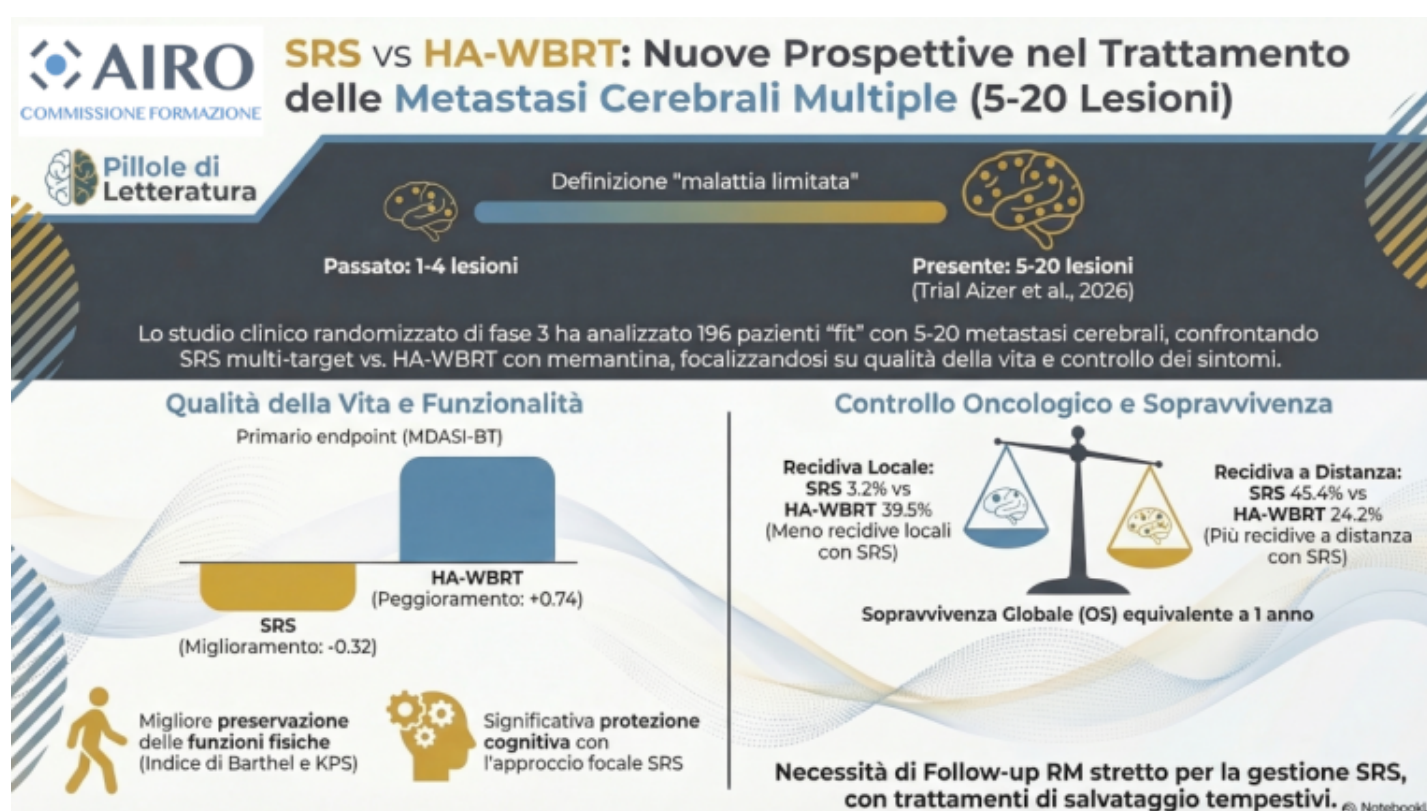 AIRO
COMMISSIONE FORMAZIONE
SRS vs HA-WBRT: Nuove Prospettive nel Trattamento
delle Metastasi Cerebrali Multiple (5-20 Lesioni)
Pillole di
Letteratura
Definizione "malattia limitata"
Passato: 1-4 lesioni
Presente: 5-20 lesioni
(Trial Aizer et al., 2026)
Lo studio clinico randomizzato di fase 3 ha analizzato 196 pazienti “fit” con 5-20 metastasi cerebrali, confrontando
SRS multi-target vs. HA-WBRT con memantina, focalizzandosi su qualità della vita e controllo dei sintomi.
Qualità della Vita e Funzionalità
Primario endpoint (MDASI-BT)
HA-WBRT
(Peggioramento: +0.74)
SRS
(Miglioramento: -0.32)
Migliore preservazione
delle funzioni fisiche
(Indice di Barthel e KPS)
Significativa protezione
cognitiva con
l'approccio focale SRS
Controllo Oncologico e Sopravvivenza
Recidiva Locale:
SRS 3.2% vs
HA-WBRT 39.5%
(Meno recidive locali
con SRS)
Recidiva a Distanza:
SRS 45.4% vs
HA-WBRT 24.2%
(Più recidive a distanza
con SRS)
Sopravvivenza Globale (OS) equivalente a 1 anno
Necessità di Follow-up RM stretto per la gestione SRS,
con trattamenti di salvataggio tempestivi.
Notebook